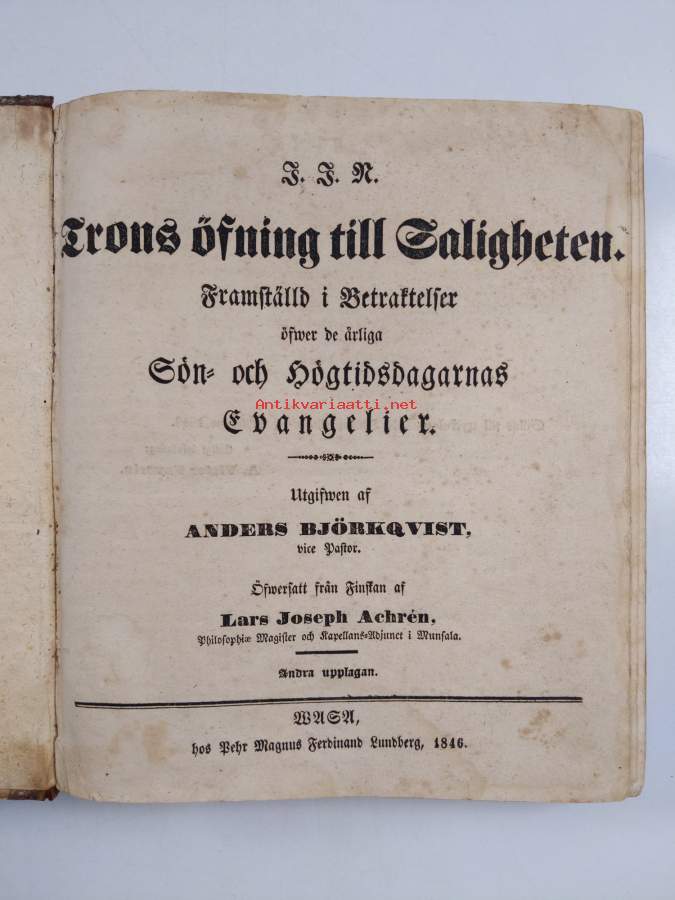 J. J. N.
Trons öfning till Saligheten.
Framställd i Betraktelser
öfwer de årliga
Sön- och Högtidsdagarnas
Antikvariaatti.net
Evangelier.
Utgifwen af
ANDERS BJÖRKQVIST,
vice Pastor.
Öfwersatt från Finskan af
Lars Joseph Achrén,
Philosophiæ Magister och Kapellans-Adjunct i Munsala.
Andra upplagan.
WASA,
hos Pehr Magnus Ferdinand Lundberg, 1846.